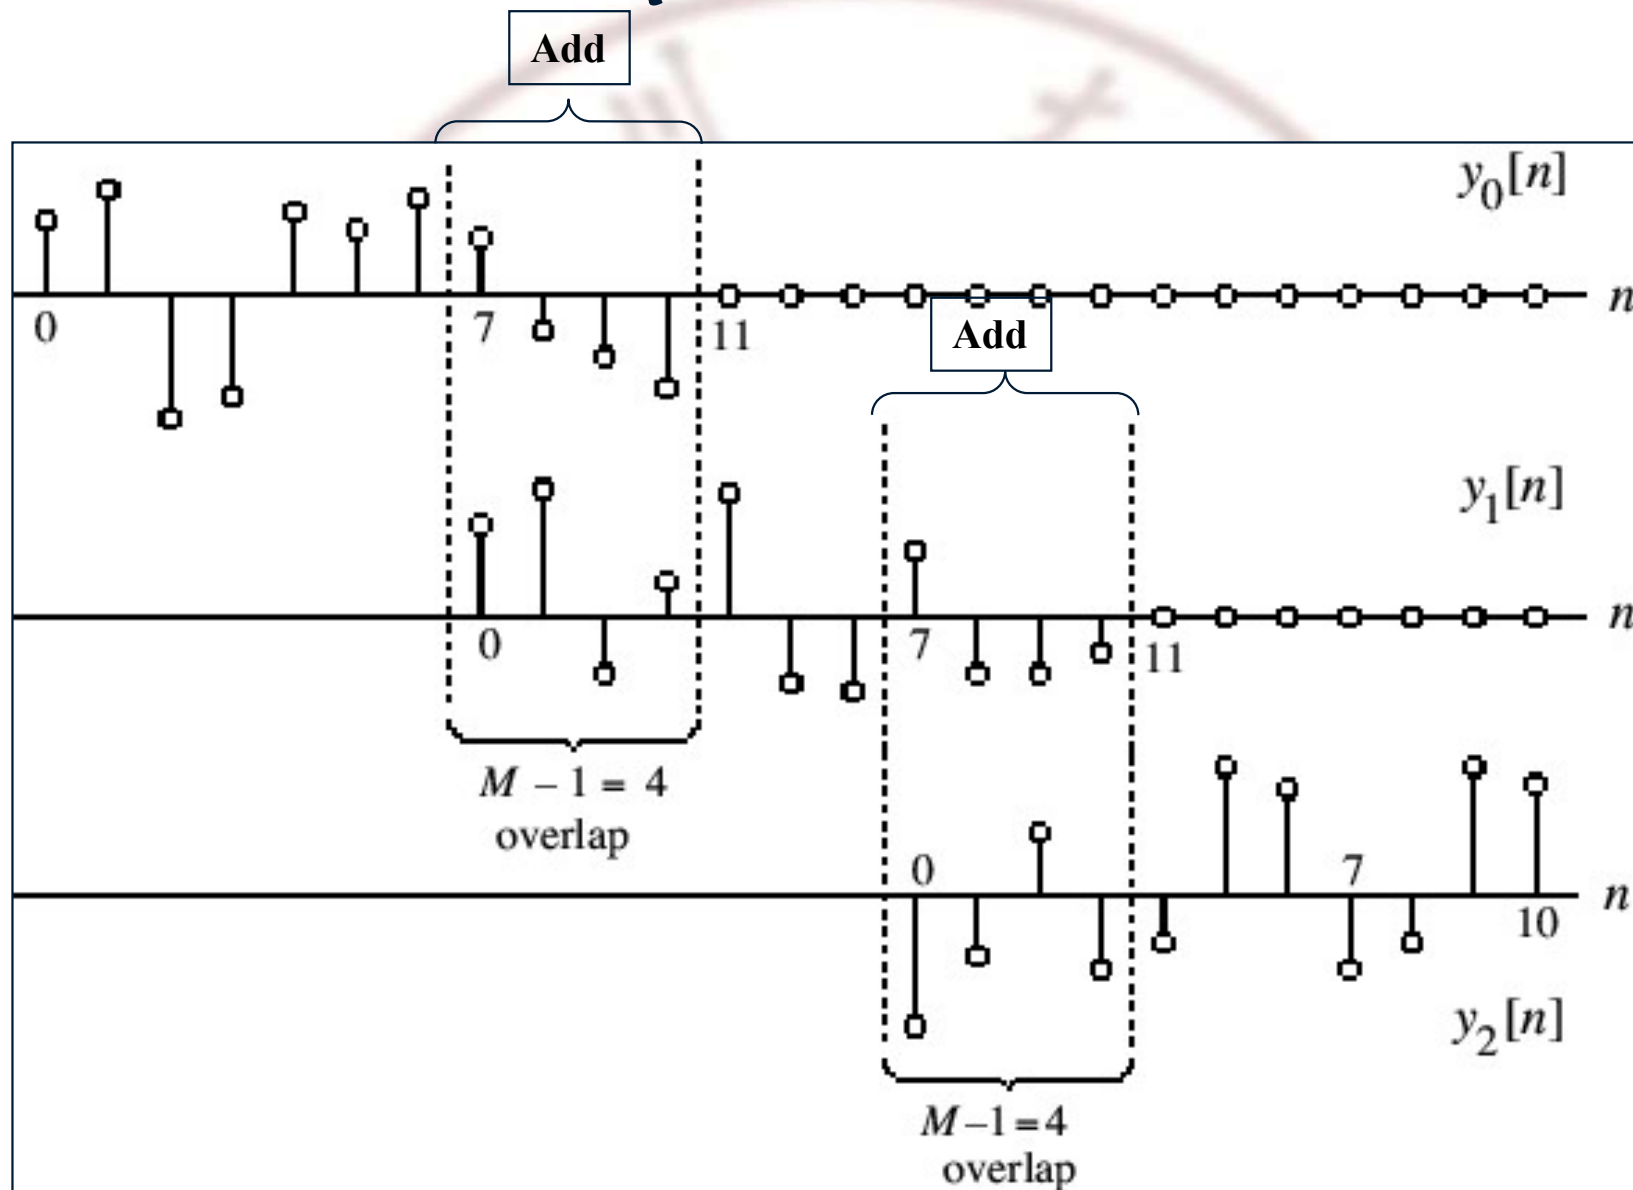 Add
y0[n]
n
0
7
11
Add
y1[n]
n
0
7
11
M – 1 = 4
overlap
0
7
n
10
y2[n]
M – 1 = 4
overlap